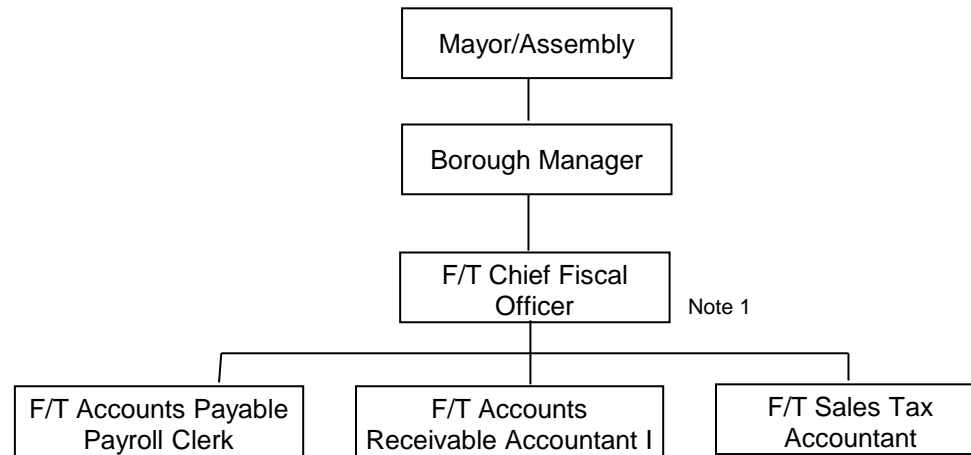 Mayor/Assembly
Borough Manager
F/T Chief Fiscal
Officer
Note 1
F/T Accounts Payable
Payroll Clerk
F/T Accounts
Receivable Accountant I
F/T Sales Tax
Accountant